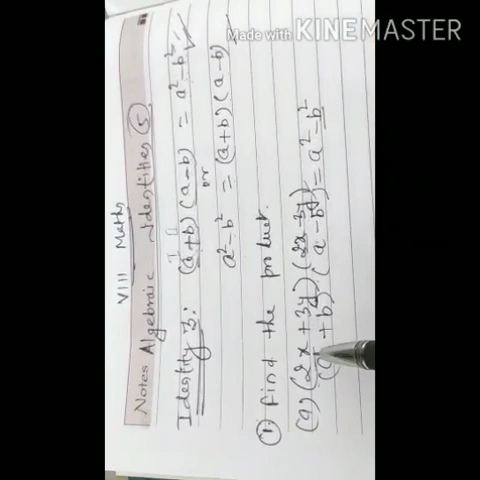 Made with KINEMASTER
VIII Maths
Notes Algebraic Identities (5)
Identity 3: (a+b) (a-b) = a²-b²
or
a²-b² = (a+b) (a-b)
(1) Find the product.
(a) (2x+3y) (2x-3y)
(a+b) (a-b) = a²-b²